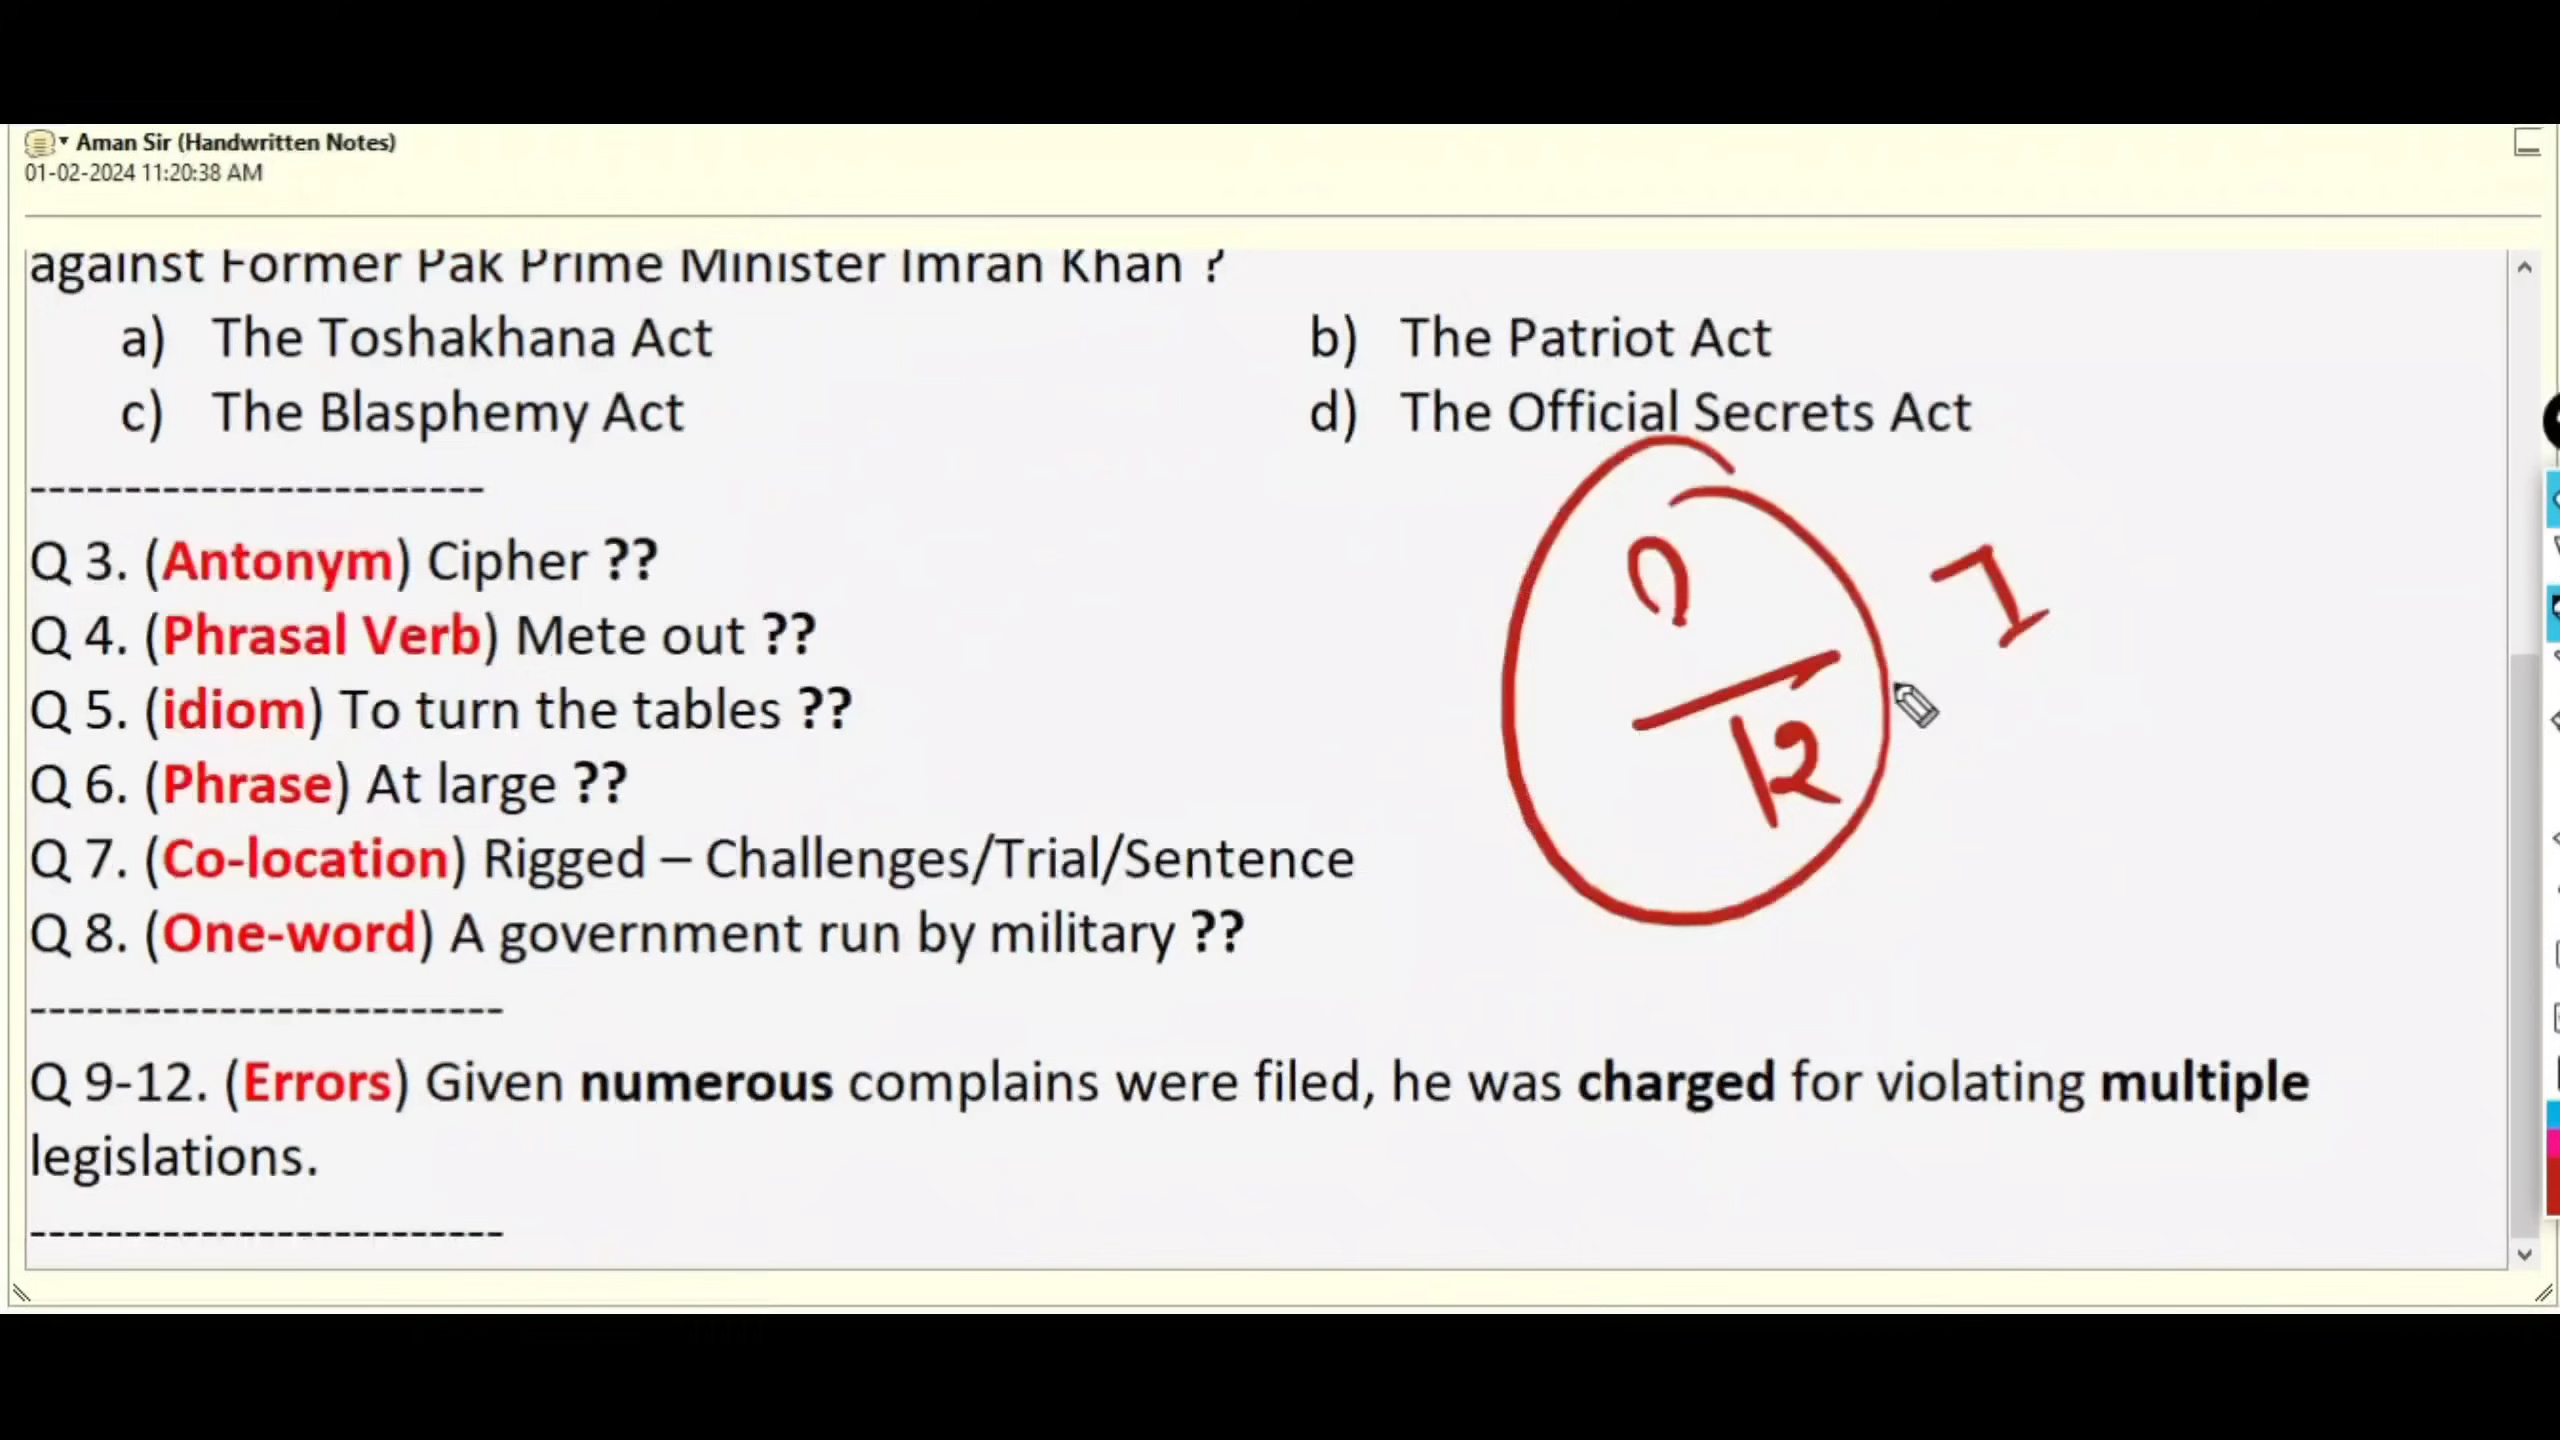 Aman Sir (Handwritten Notes)
01-02-2024 11:20:38 AM
against Former Pak Prime Minister Imran Khan ?
a) The Toshakhana Act b) The Patriot Act
c) The Blasphemy Act d) The Official Secrets Act
------------------------
Q 3. (Antonym) Cipher ??
Q 4. (Phrasal Verb) Mete out ??
Q 5. (idiom) To turn the tables ??
Q 6. (Phrase) At large ??
Q 7. (Co-location) Rigged – Challenges/Trial/Sentence
Q 8. (One-word) A government run by military ??
-------------------------
Q 9-12. (Errors) Given numerous complains were filed, he was charged for violating multiple
legislations.
-------------------------
12